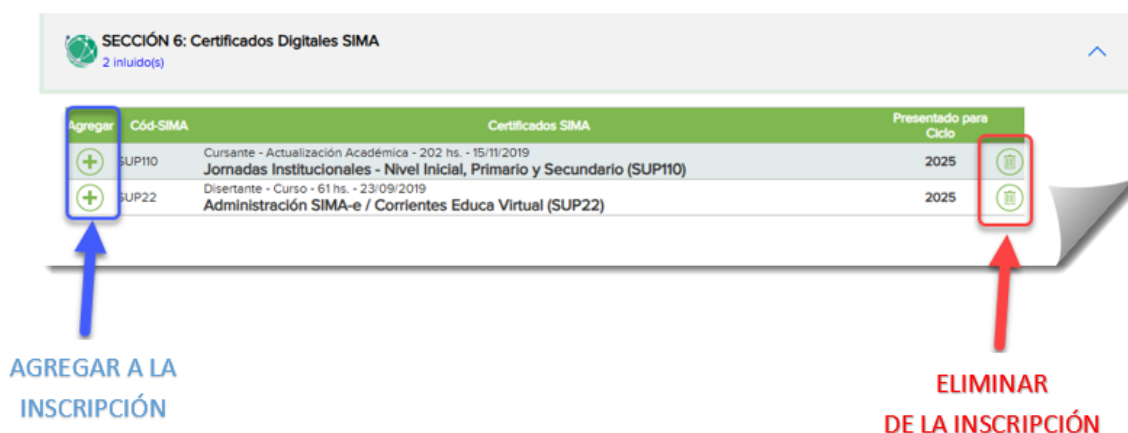 SECCIÓN 6: Certificados Digitales SIMA
2 inluido(s)
Agregar Cód-SIMA Certificados SIMA Presentado para
Ciclo
Cursante - Actualización Académica - 202 hs. - 15/11/2019
SUP110 Jornadas Institucionales - Nivel Inicial, Primario y Secundario (SUP110) 2025
Disertante - Curso - 61 hs. - 23/09/2019
SUP22 Administración SIMA-e / Corrientes Educa Virtual (SUP22) 2025
AGREGAR A LA
INSCRIPCIÓN
ELIMINAR
DE LA INSCRIPCIÓN